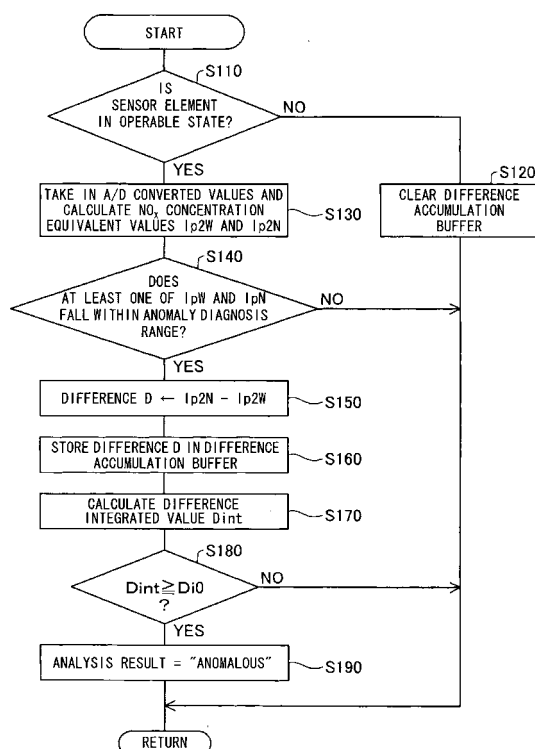 START
S110
IS
SENSOR ELEMENT
IN OPERABLE STATE?
NO
YES
S120
CLEAR DIFFERENCE
ACCUMULATION
BUFFER
TAKE IN A/D CONVERTED VALUES AND
CALCULATE NOx CONCENTRATION
EQUIVALENT VALUES Ip2W AND Ip2N
S130
S140
DOES
AT LEAST ONE OF IpW AND IpN
FALL WITHIN ANOMALY DIAGNOSIS
RANGE?
NO
YES
DIFFERENCE D ← Ip2N - Ip2W
S150
STORE DIFFERENCE D IN DIFFERENCE
ACCUMULATION BUFFER
S160
CALCULATE DIFFERENCE
INTEGRATED VALUE Dint
S170
S180
Dint≧Di0
?
NO
YES
ANALYSIS RESULT = "ANOMALOUS"
S190
RETURN